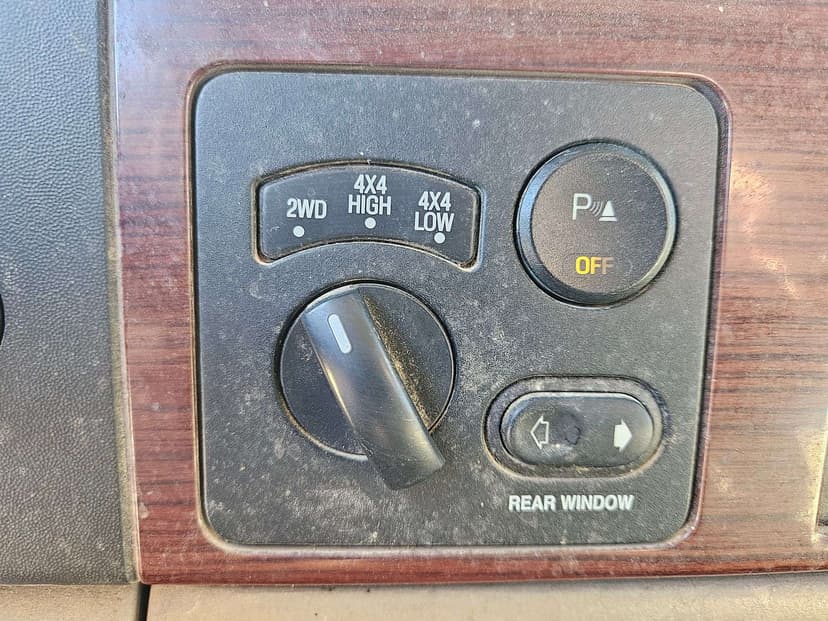 2WD
4X4
HIGH
4X4
LOW
P
OFF
REAR WINDOW